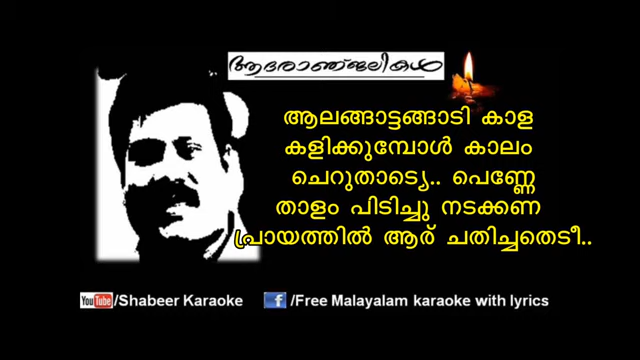 ആദരാഞ്ജലികൾ
ആലങ്ങാട്ടങ്ങാടി കാള
കളിക്കുമ്പോൾ കാലം
ചെറുതാട്യെ.. പെണ്ണേ
താളം പിടിച്ചു നടക്കണ
പ്രായത്തിൽ ആര് ചതിച്ചതെടീ..
YouTube /Shabeer Karaoke f /Free Malayalam karaoke with lyrics